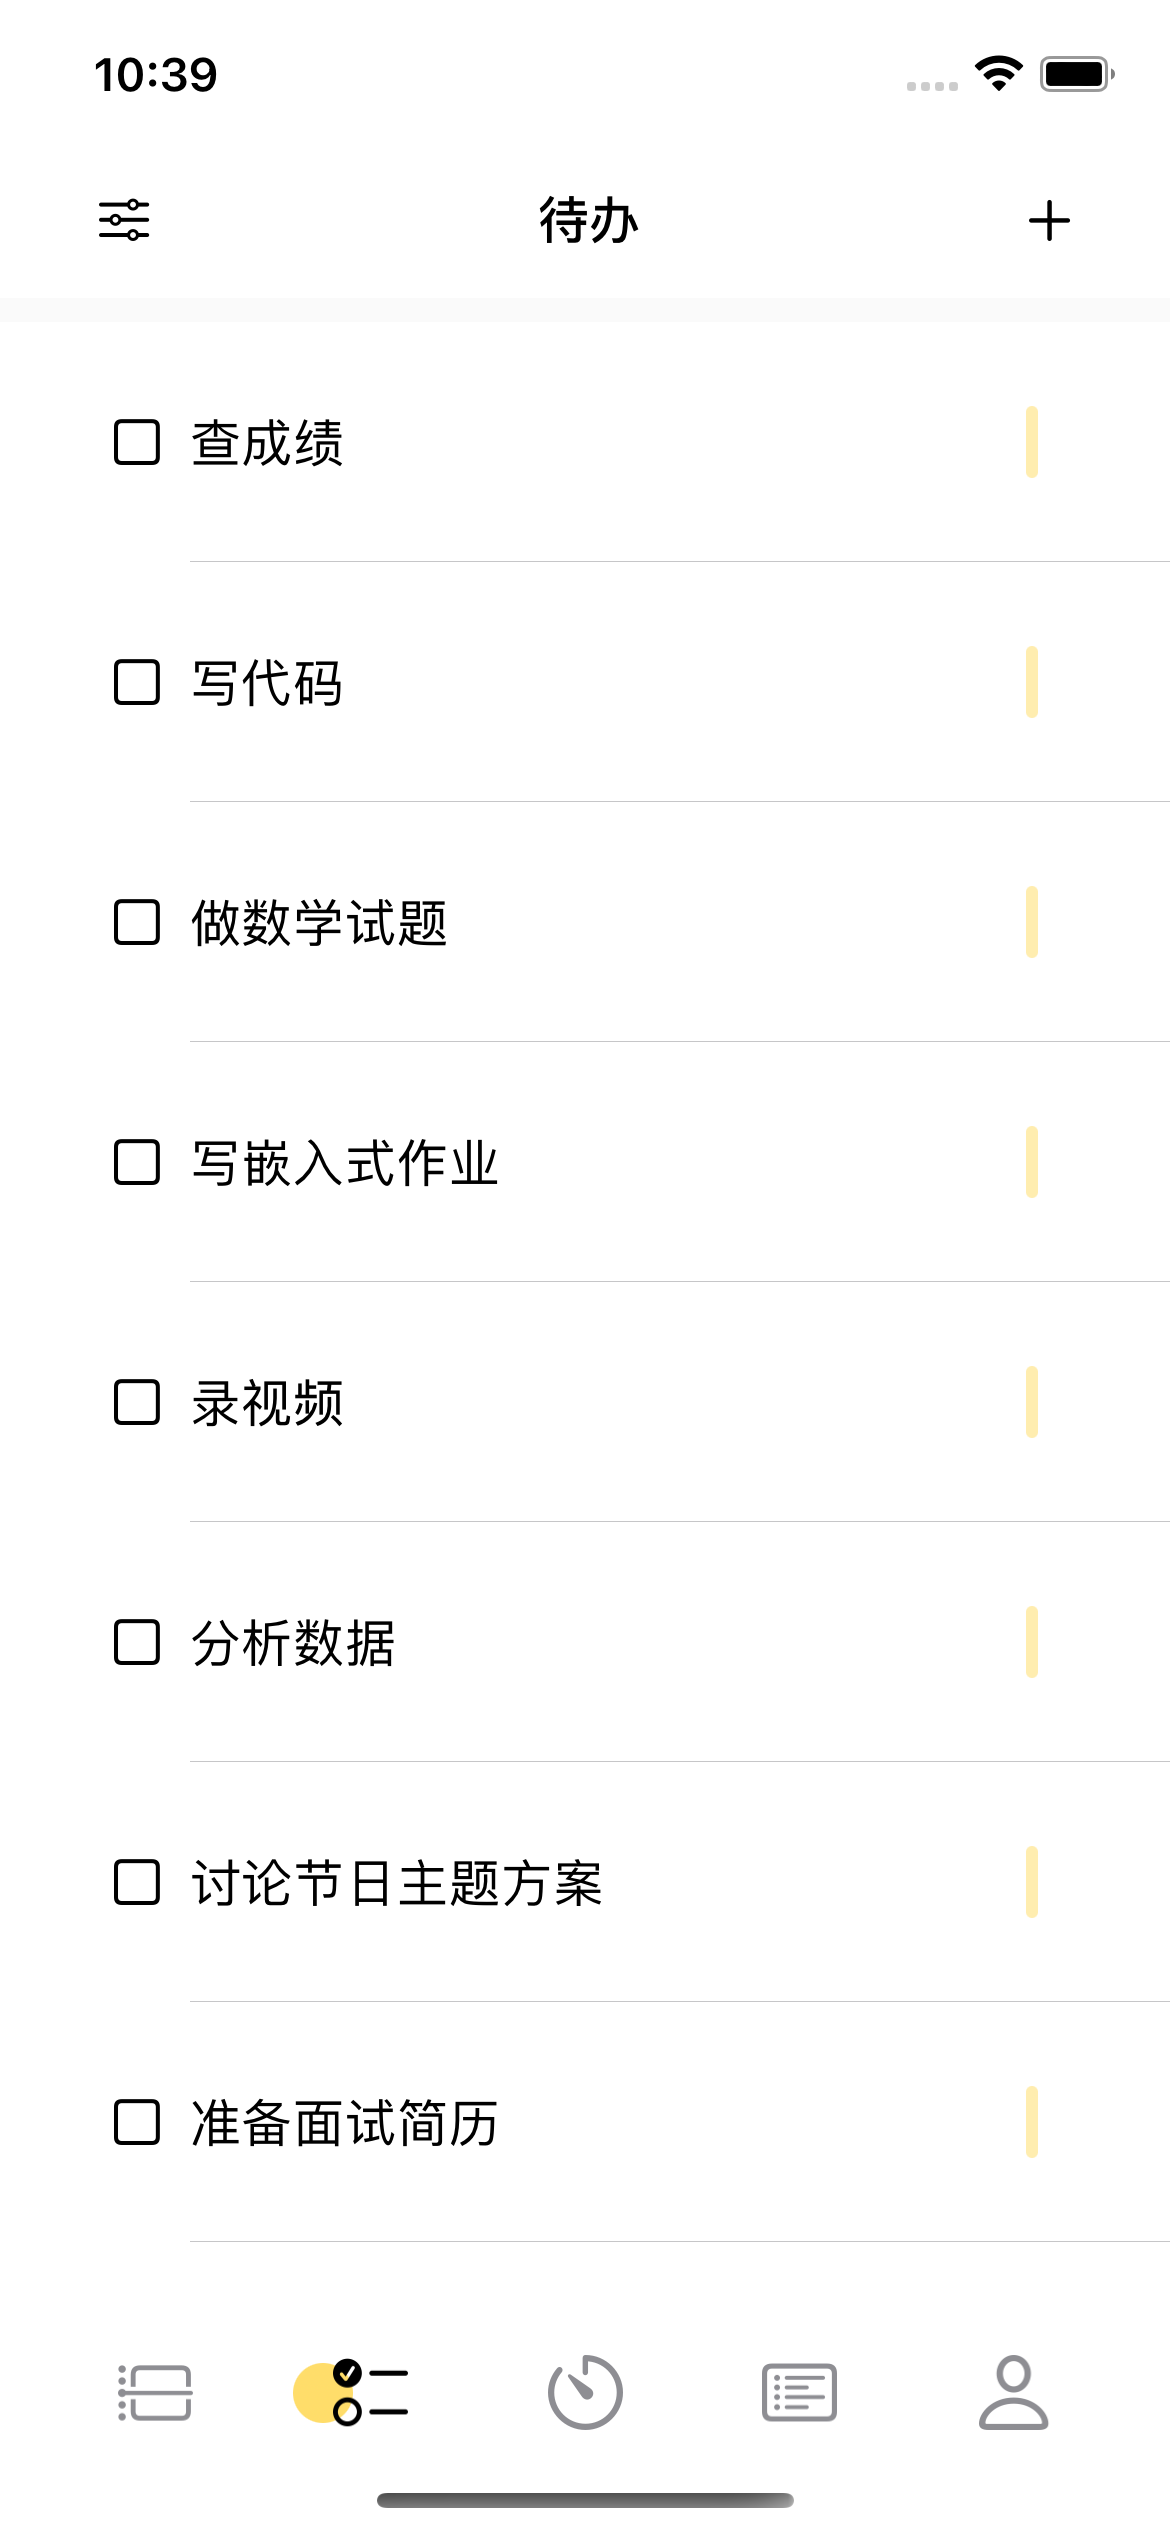 10:39
待办
查成绩
写代码
做数学试题
写嵌入式作业
录视频
分析数据
讨论节日主题方案
准备面试简历